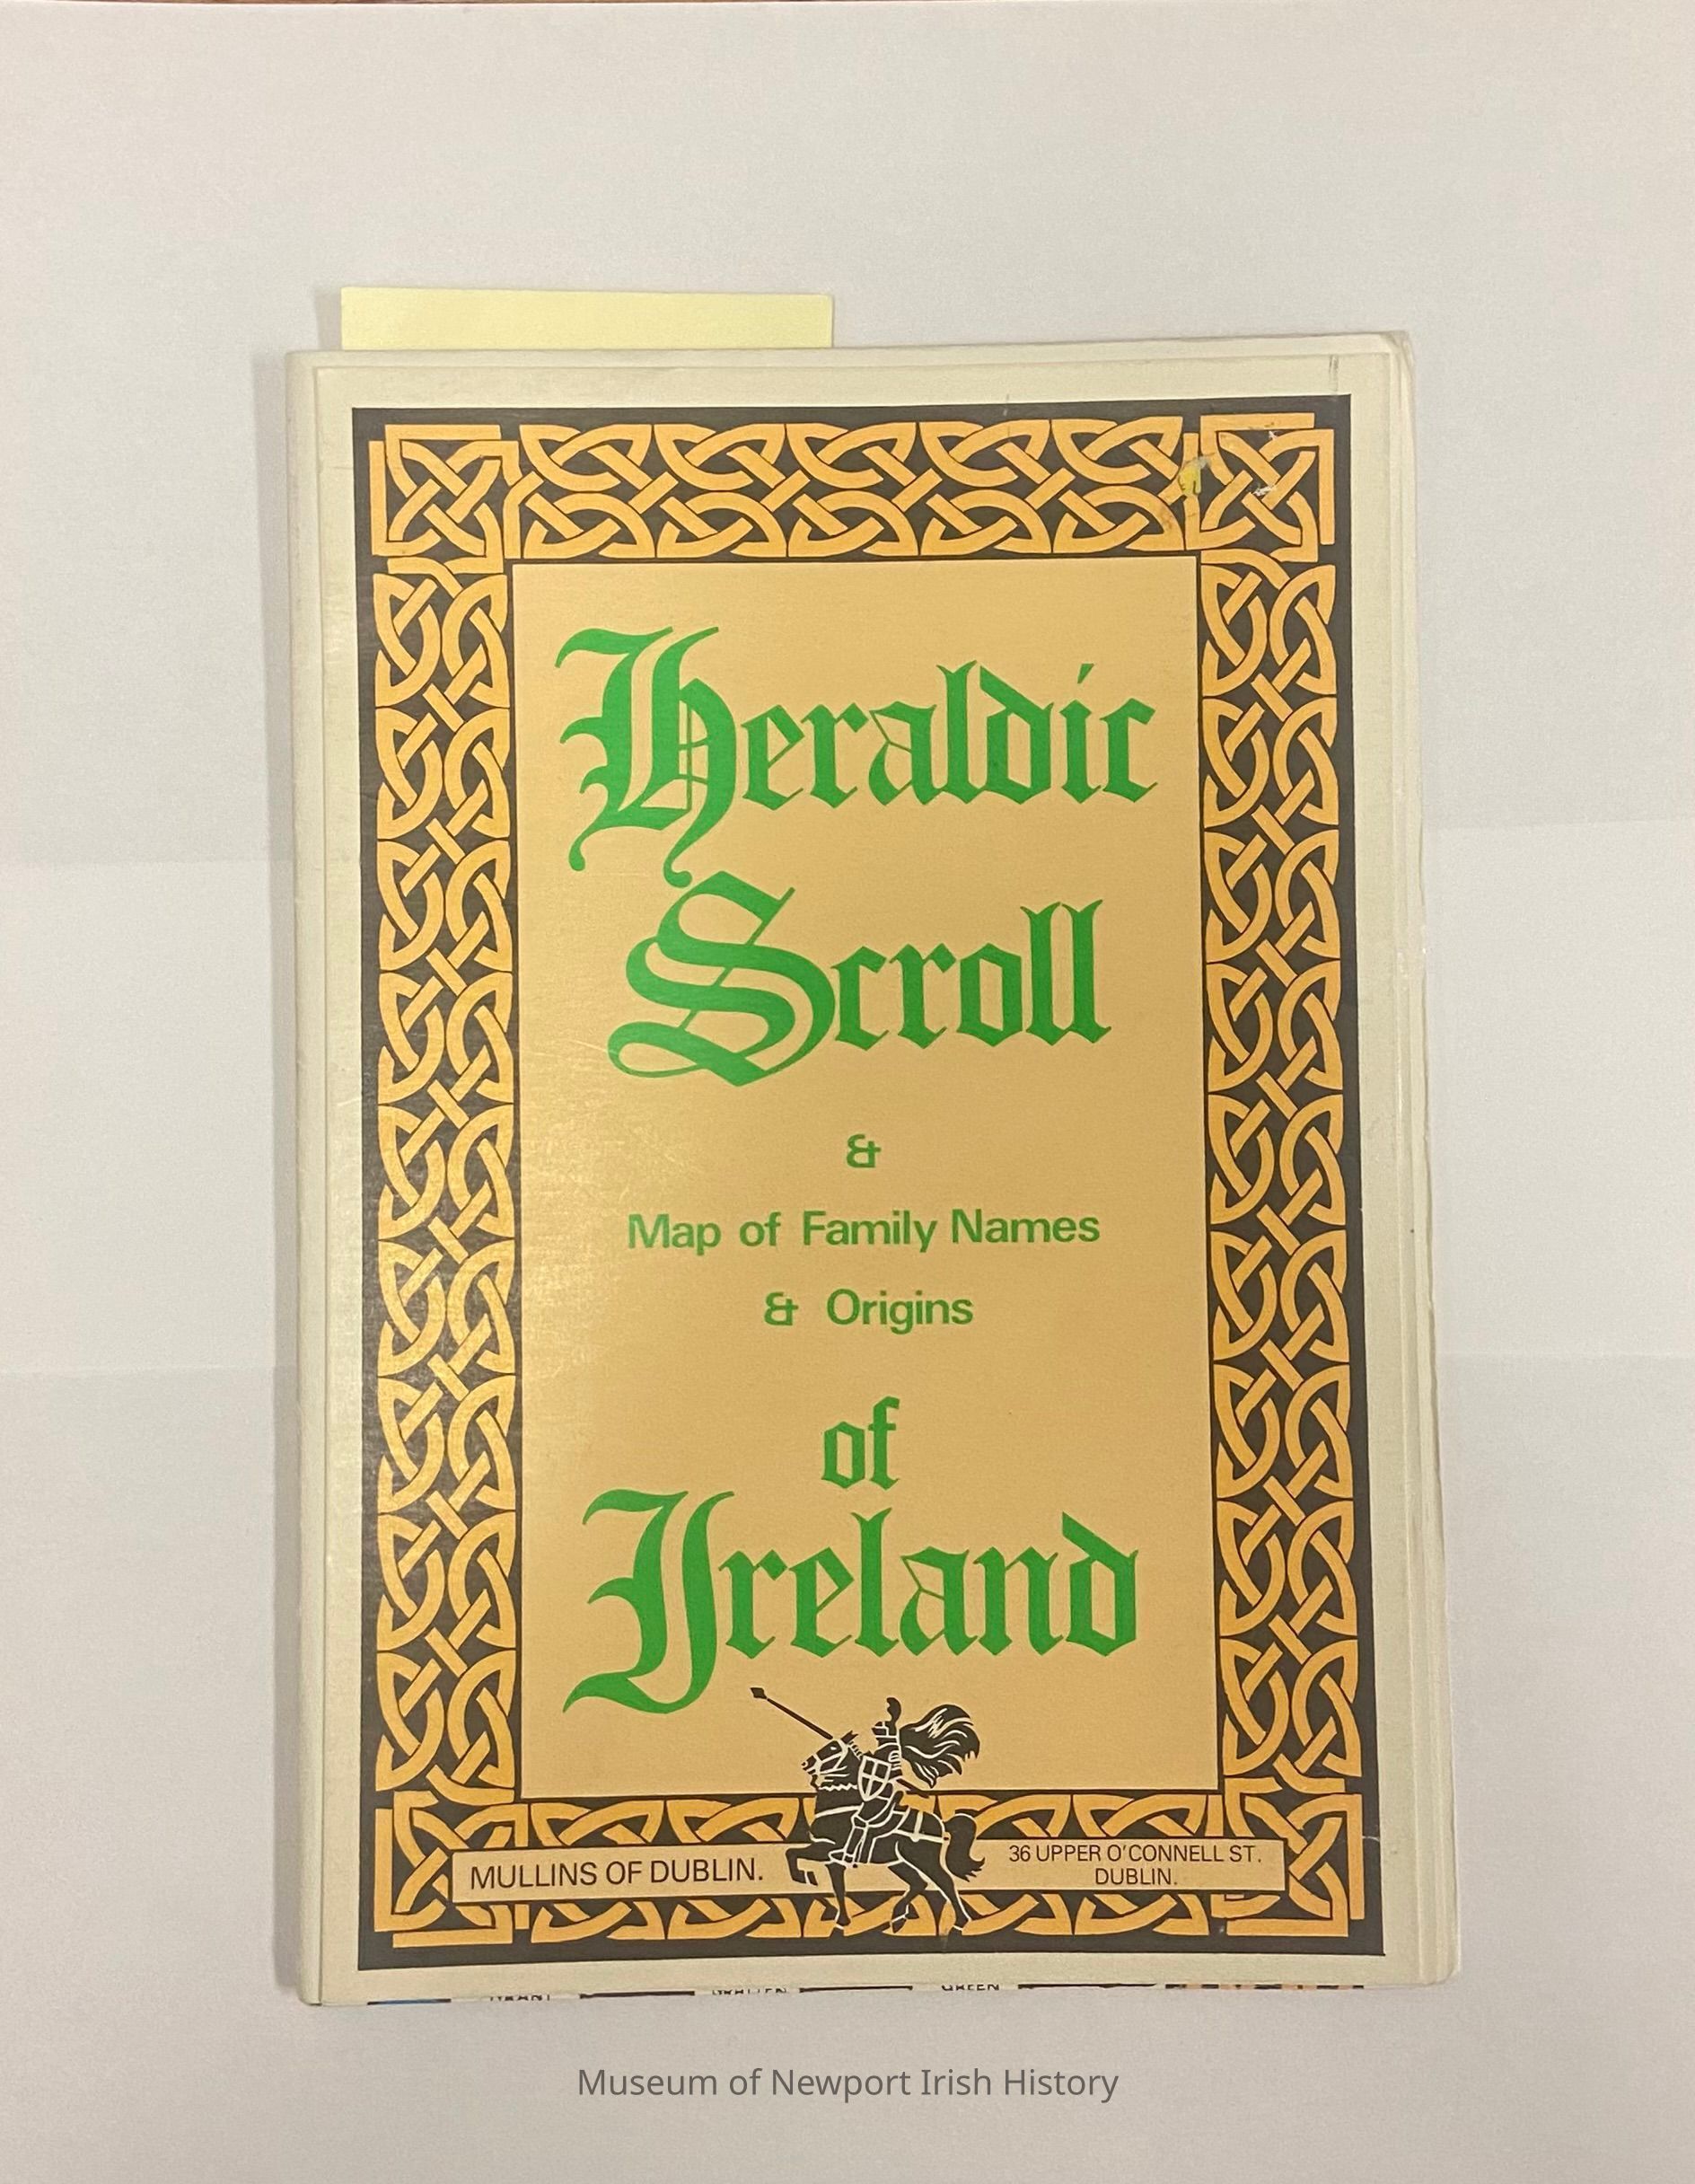 Heraldic
Scroll
&
Map of Family Names
& Origins
of
Ireland
MULLINS OF DUBLIN.
36 UPPER O'CONNELL ST.
DUBLIN.
GREEN
Museum of Newport Irish History